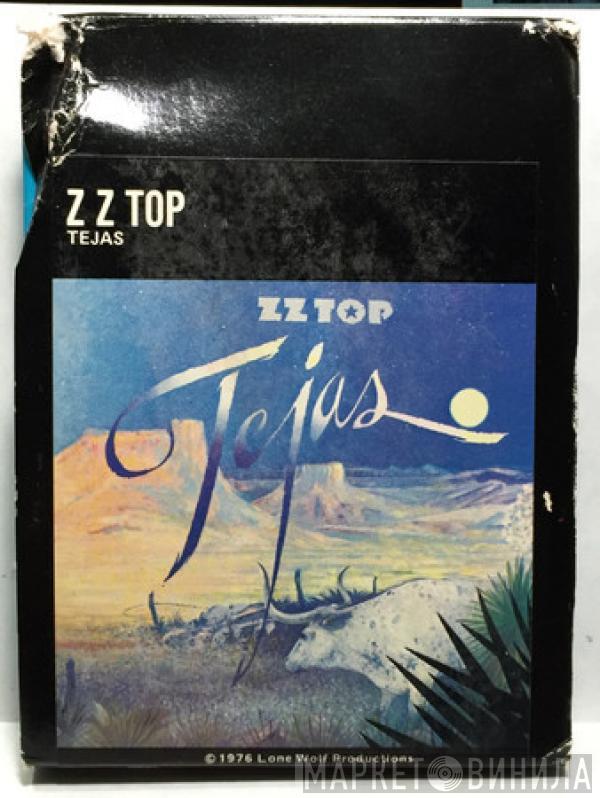 Z Z TOP
TEJAS
ZZ TOP
Tejas
© 1976 Lone Wolf Productions
МАРКЕТ ВИНИЛА